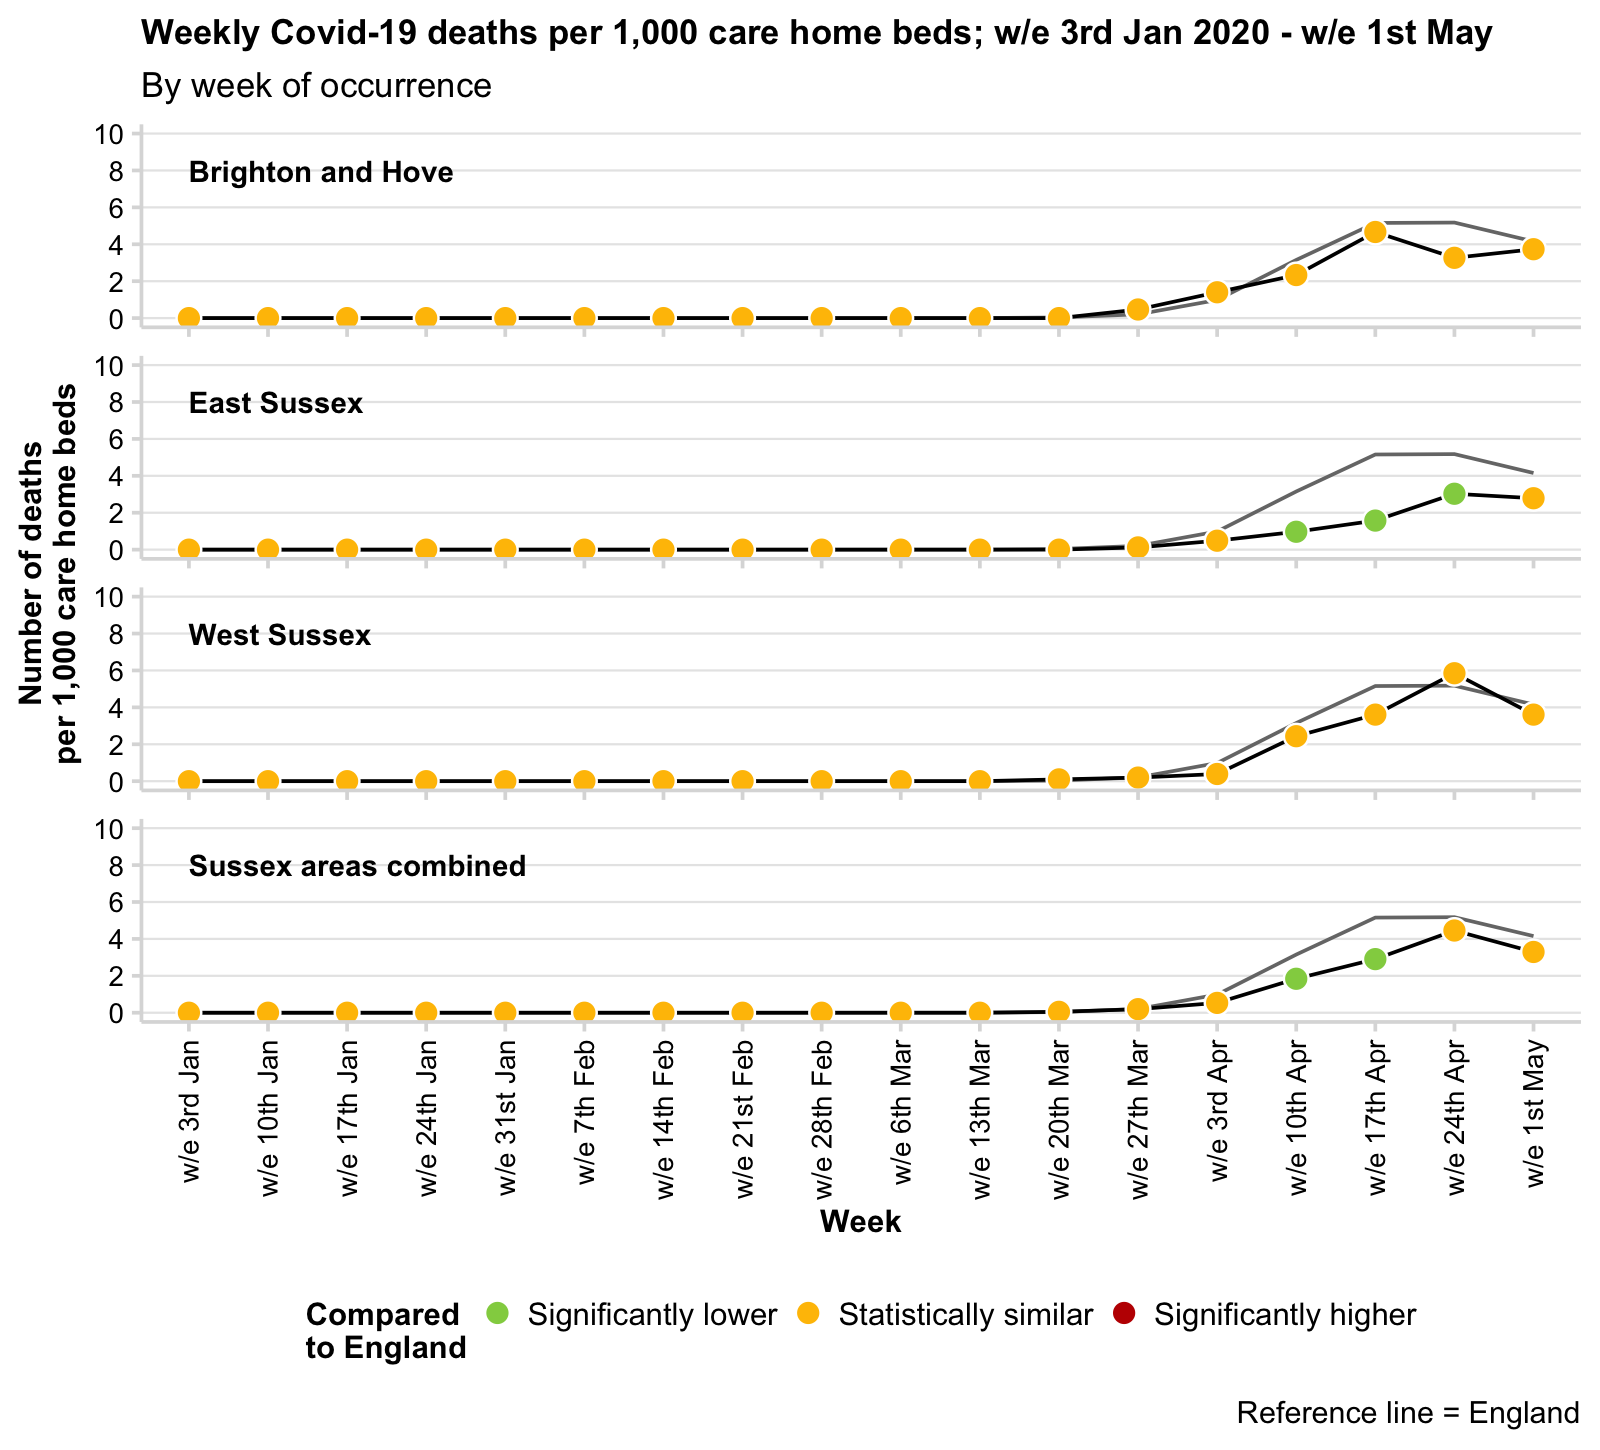 Weekly Covid-19 deaths per 1,000 care home beds; w/e 3rd Jan 2020 - w/e 1st May
By week of occurrence
Number of deaths
per 1,000 care home beds
10
8
6
4
2
0
Brighton and Hove
10
8
6
4
2
0
East Sussex
10
8
6
4
2
0
West Sussex
10
8
6
4
2
0
Sussex areas combined
w/e 3rd Jan
w/e 10th Jan
w/e 17th Jan
w/e 24th Jan
w/e 31st Jan
w/e 7th Feb
w/e 14th Feb
w/e 21st Feb
w/e 28th Feb
w/e 6th Mar
w/e 13th Mar
w/e 20th Mar
w/e 27th Mar
w/e 3rd Apr
w/e 10th Apr
w/e 17th Apr
w/e 24th Apr
w/e 1st May
Week
Compared
to England
Significantly lower
Statistically similar
Significantly higher
Reference line = England